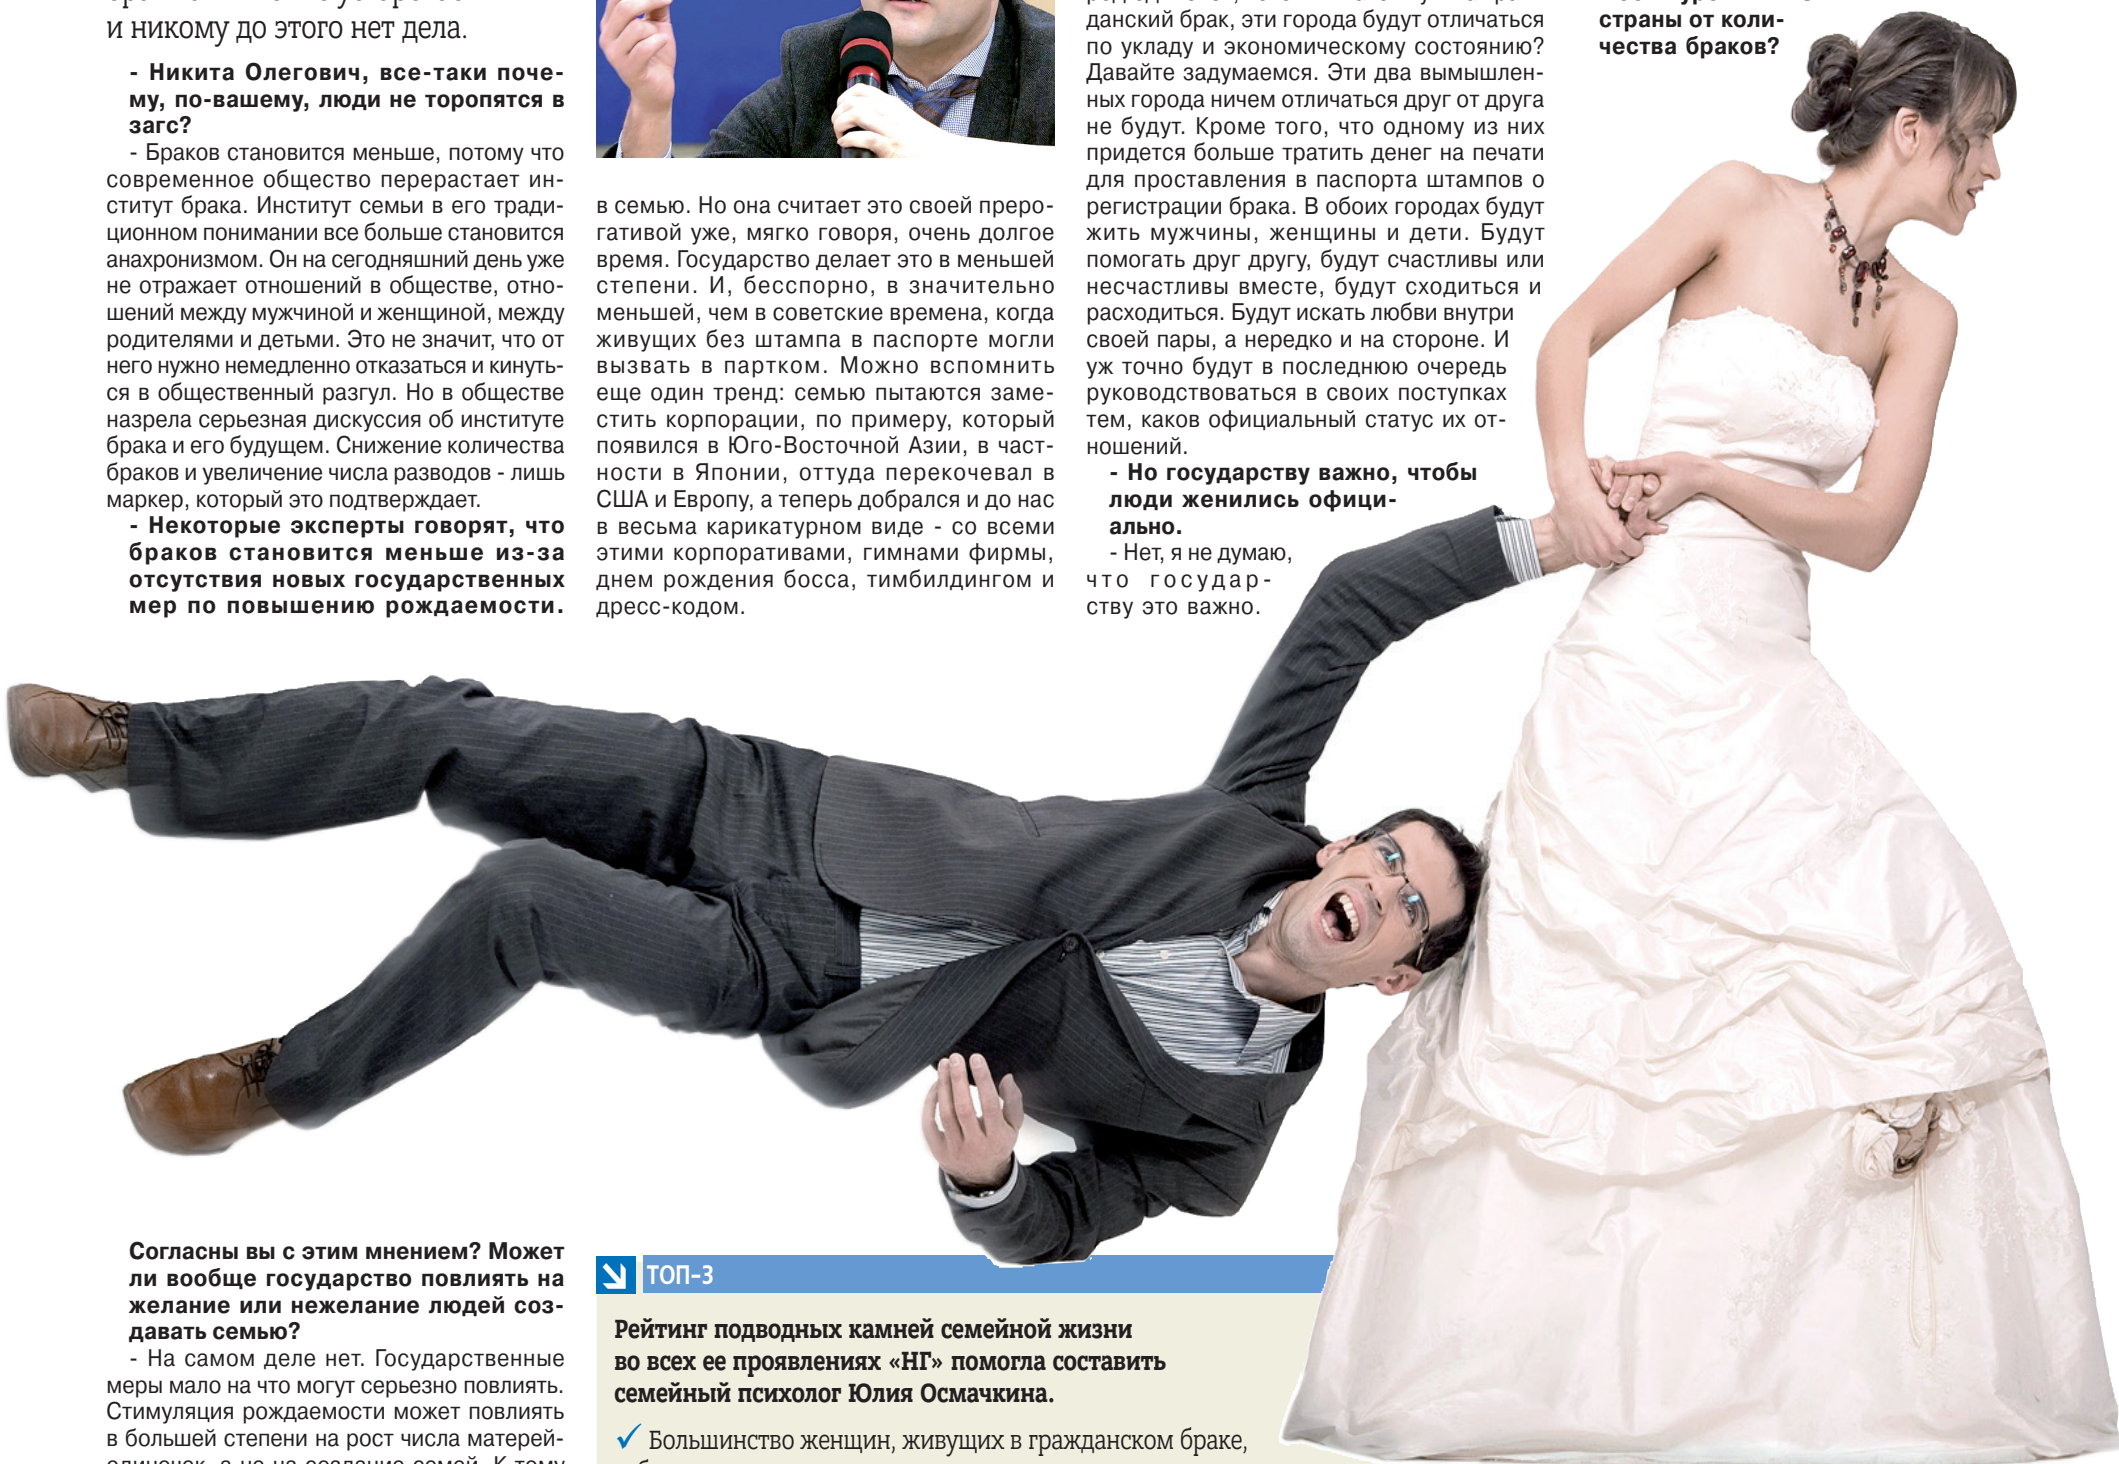 и никому до этого нет дела.
- Никита Олегович, все-таки поче-
му, по-вашему, люди не торопятся в
загс?
- Браков становится меньше, потому что
современное общество перерастает ин-
ститут брака. Институт семьи в его тради-
ционном понимании все больше становится
анахронизмом. Он на сегодняшний день уже
не отражает отношений в обществе, отно-
шений между мужчиной и женщиной, между
родителями и детьми. Это не значит, что от
него нужно немедленно отказаться и кинуть-
ся в общественный разгул. Но в обществе
назрела серьезная дискуссия об институте
брака и его будущем. Снижение количества
браков и увеличение числа разводов - лишь
маркер, который это подтверждает.
- Некоторые эксперты говорят, что
браков становится меньше из-за
отсутствия новых государственных
мер по повышению рождаемости.
Согласны вы с этим мнением? Может
ли вообще государство повлиять на
желание или нежелание людей соз-
давать семью?
- На самом деле нет. Государственные
меры мало на что могут серьезно повлиять.
Стимуляция рождаемости может повлиять
в большей степени на рост числа матерей-
одиночек, а не на создание семей. К тому
в семью. Но она считает это своей преро-
гативой уже, мягко говоря, очень долгое
время. Государство делает это в меньшей
степени. И, бесспорно, в значительно
меньшей, чем в советские времена, когда
живущих без штампа в паспорте могли
вызвать в партком. Можно вспомнить
еще один тренд: семью пытаются заме-
стить корпорации, по примеру, который
появился в Юго-Восточной Азии, в част-
ности в Японии, оттуда перекочевал в
США и Европу, а теперь добрался и до нас
в весьма карикатурном виде - со всеми
этими корпоративами, гимнами фирмы,
днем рождения босса, тимбилдингом и
дресс-кодом.
данский брак, эти города будут отличаться
по укладу и экономическому состоянию?
Давайте задумаемся. Эти два вымышлен-
ных города ничем отличаться друг от друга
не будут. Кроме того, что одному из них
придется больше тратить денег на печати
для проставления в паспорта штампов о
регистрации брака. В обоих городах будут
жить мужчины, женщины и дети. Будут
помогать друг другу, будут счастливы или
несчастливы вместе, будут сходиться и
расходиться. Будут искать любви внутри
своей пары, а нередко и на стороне. И
уж точно будут в последнюю очередь
руководствоваться в своих поступках
тем, каков официальный статус их от-
ношений.
- Но государству важно, чтобы
люди женились офици-
ально.
- Нет, я не думаю,
что государ-
ству это важно.
страны от коли-
чества браков?
ТОП-3
Рейтинг подводных камней семейной жизни
во всех ее проявлениях «НГ» помогла составить
семейный психолог Юлия Осмачкина.
✓ Большинство женщин, живущих в гражданском браке,